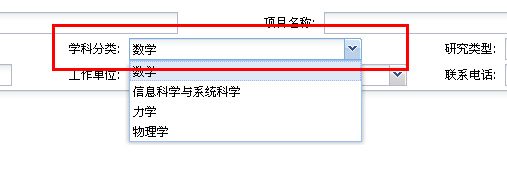 项目名称:
学科分类: 数学 研究类型:
工作单位: 数学 联系电话:
信息科学与系统科学
力学
物理学